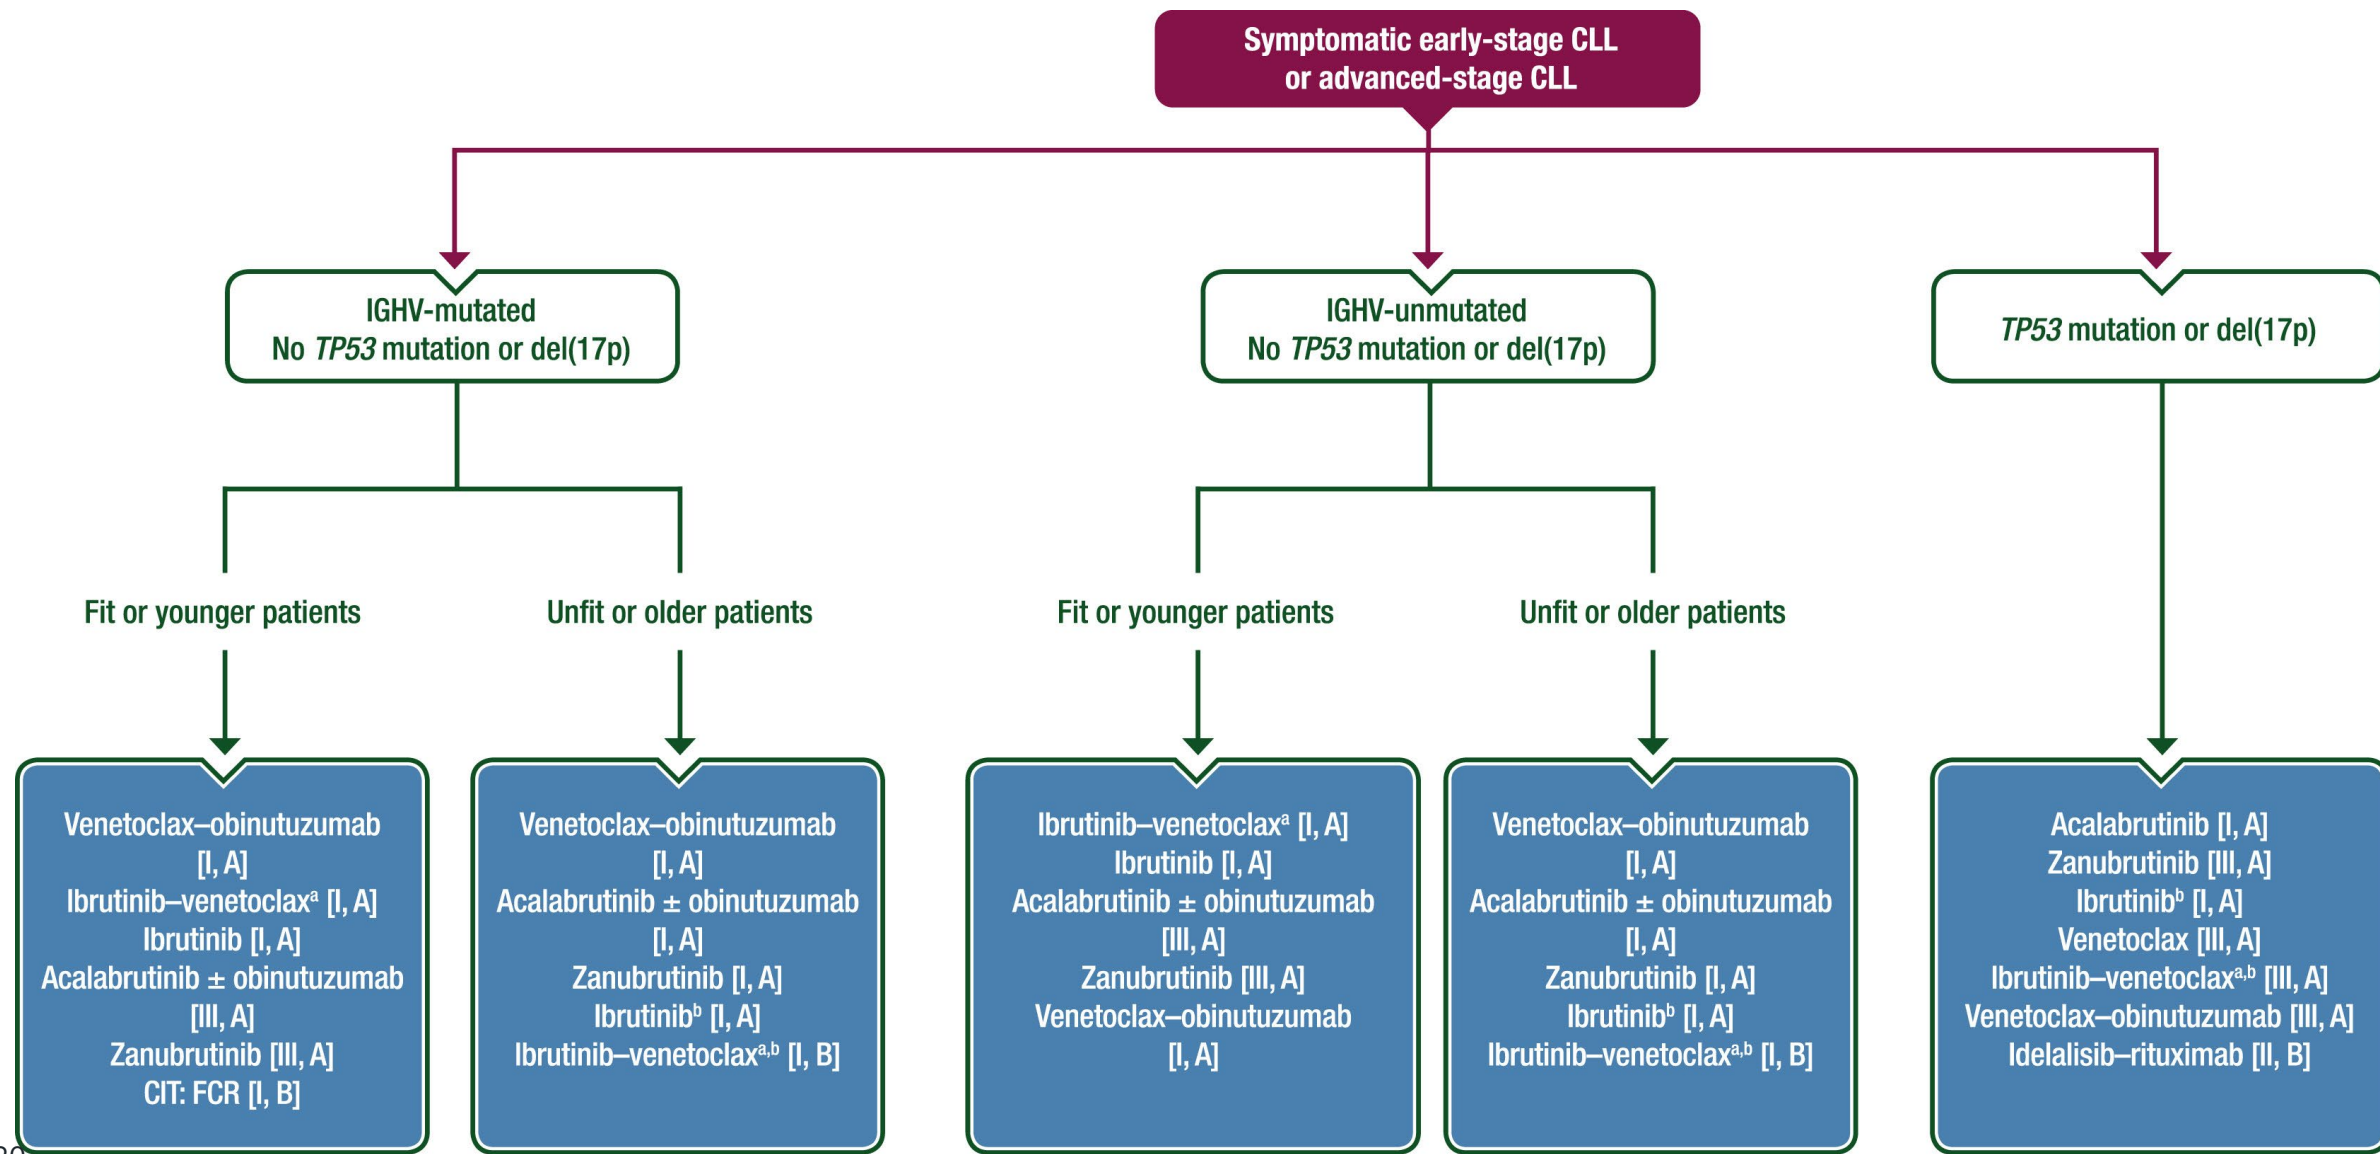 Symptomatic early-stage CLL
or advanced-stage CLL
IGHV-mutated
No TP53 mutation or del(17p)
IGHV-unmutated
No TP53 mutation or del(17p)
TP53 mutation or del(17p)
Fit or younger patients
Unfit or older patients
Fit or younger patients
Unfit or older patients
Venetoclax–obinutuzumab
[I, A]
Ibrutinib–venetoclaxᵃ [I, A]
Ibrutinib [I, A]
Acalabrutinib ± obinutuzumab
[III, A]
Zanubrutinib [III, A]
CIT: FCR [I, B]
Venetoclax–obinutuzumab
[I, A]
Acalabrutinib ± obinutuzumab
[I, A]
Zanubrutinib [I, A]
Ibrutinibᵇ [I, A]
Ibrutinib–venetoclaxᵃ,ᵇ [I, B]
Ibrutinib–venetoclaxᵃ [I, A]
Ibrutinib [I, A]
Acalabrutinib ± obinutuzumab
[III, A]
Zanubrutinib [III, A]
Venetoclax–obinutuzumab
[I, A]
Venetoclax–obinutuzumab
[I, A]
Acalabrutinib ± obinutuzumab
[I, A]
Zanubrutinib [I, A]
Ibrutinibᵇ [I, A]
Ibrutinib–venetoclaxᵃ,ᵇ [I, B]
Acalabrutinib [I, A]
Zanubrutinib [III, A]
Ibrutinibᵇ [I, A]
Venetoclax [III, A]
Ibrutinib–venetoclaxᵃ,ᵇ [III, A]
Venetoclax–obinutuzumab [III, A]
Idelalisib–rituximab [II, B]